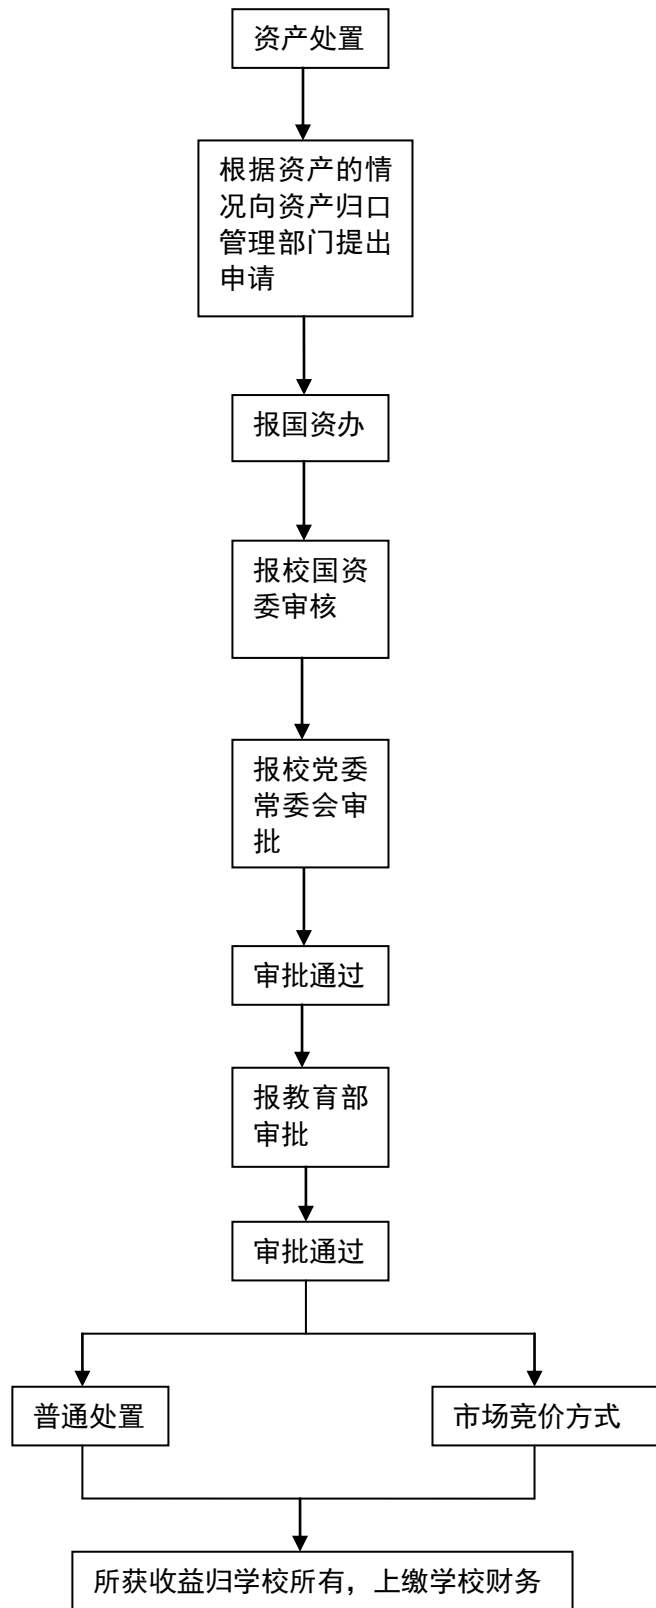 资产处置
根据资产的情
况向资产归口
管理部门提出
申请
报国资办
报校国资
委审核
报校党委
常委会审
批
审批通过
报教育部
审批
审批通过
普通处置
市场竞价方式
所获收益归学校所有，上缴学校财务